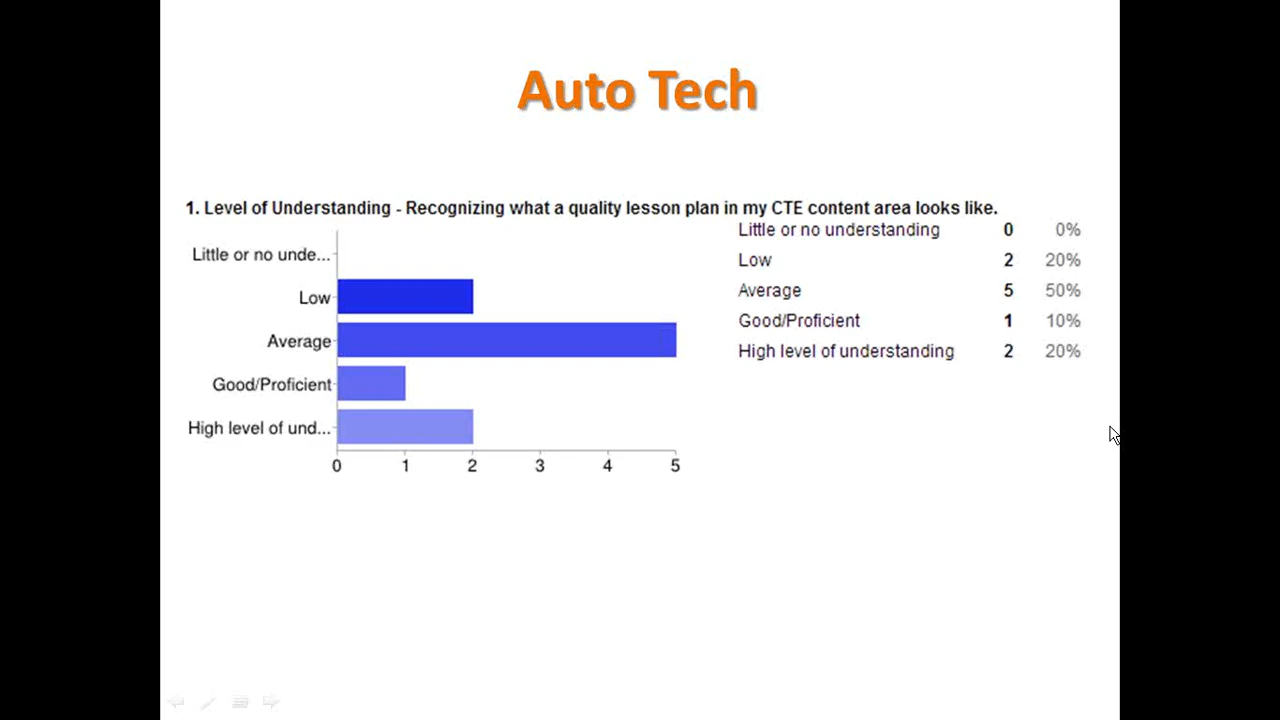 Auto Tech
1. Level of Understanding - Recognizing what a quality lesson plan in my CTE content area looks like.
Little or no unde...
Low
Average
Good/Proficient
High level of und...
0 1 2 3 4 5
Little or no understanding 0 0%
Low 2 20%
Average 5 50%
Good/Proficient 1 10%
High level of understanding 2 20%